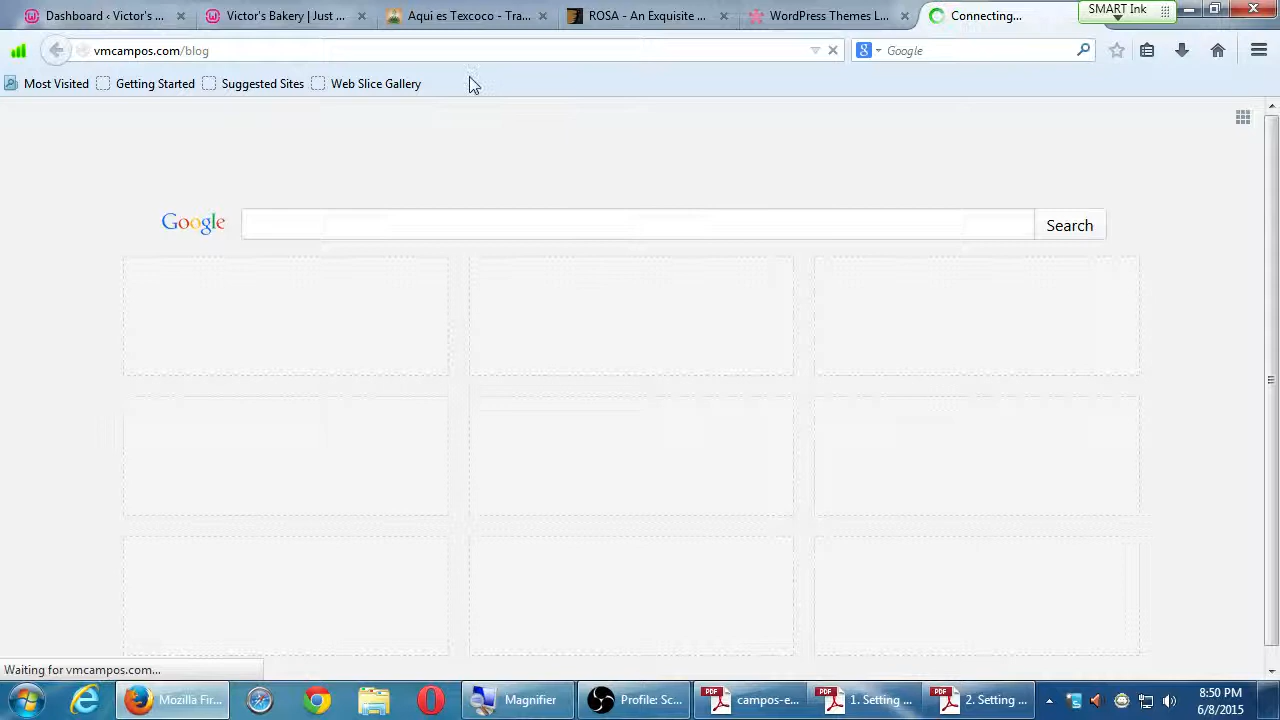 Dashboard ‹ Victor's ...
Victor's Bakery | Just ...
Aqui es Texcoco - Tra...
ROSA - An Exquisite ...
WordPress Themes L...
Connecting...
SMART Ink
vmcampos.com/blog
Google
Most Visited
Getting Started
Suggested Sites
Web Slice Gallery
Google
Search
Waiting for vmcampos.com...
Mozilla Fir...
Magnifier
Profile: Sc...
campos-e...
1. Setting ...
2. Setting ...
8:50 PM
6/8/2015